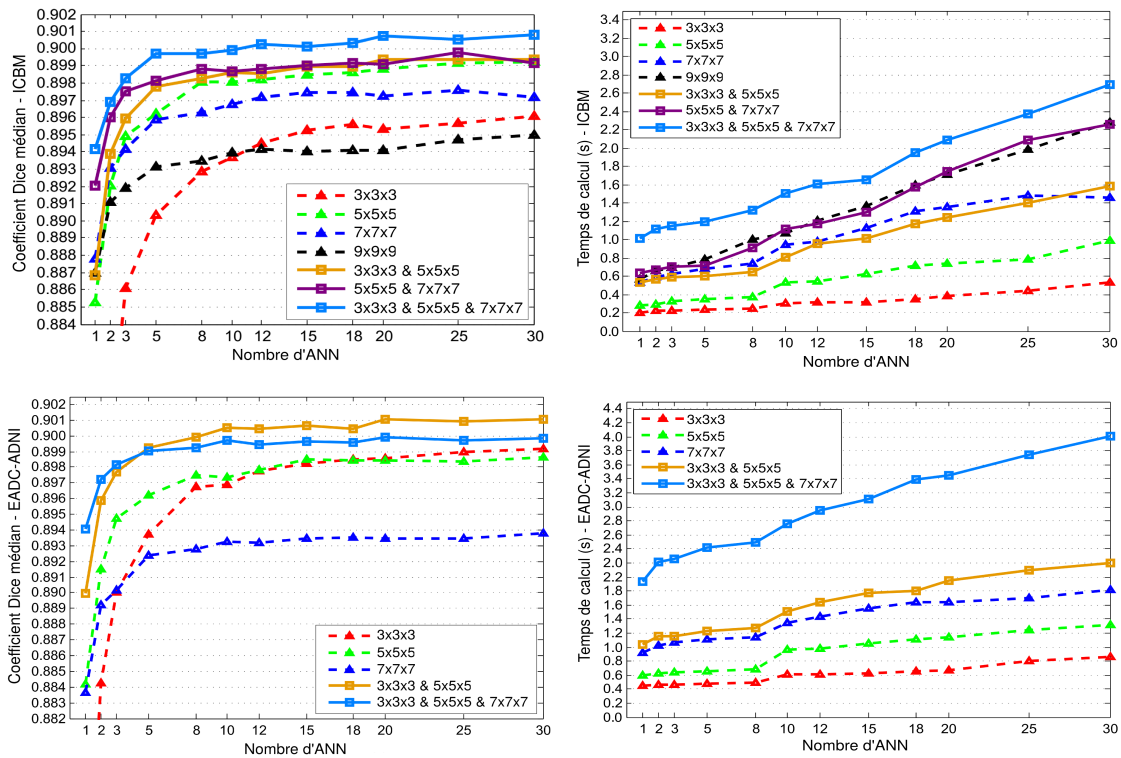 Coefficient Dice médian - ICBM
0.902
0.901
0.900
0.899
0.898
0.897
0.896
0.895
0.894
0.893
0.892
0.891
0.890
0.889
0.888
0.887
0.886
0.885
0.884
3x3x3
5x5x5
7x7x7
9x9x9
3x3x3 & 5x5x5
5x5x5 & 7x7x7
3x3x3 & 5x5x5 & 7x7x7
1 2 3 5 8 10 12 15 18 20 25 30
Nombre d'ANN
Temps de calcul (s) - ICBM
3.4
3.2
3.0
2.8
2.6
2.4
2.2
2.0
1.8
1.6
1.4
1.2
1.0
0.8
0.6
0.4
0.2
0.0
3x3x3
5x5x5
7x7x7
9x9x9
3x3x3 & 5x5x5
5x5x5 & 7x7x7
3x3x3 & 5x5x5 & 7x7x7
1 2 3 5 8 10 12 15 18 20 25 30
Nombre d'ANN
Coefficient Dice médian - EADC-ADNI
0.902
0.901
0.900
0.899
0.898
0.897
0.896
0.895
0.894
0.893
0.892
0.891
0.890
0.889
0.888
0.887
0.886
0.885
0.884
0.883
0.882
3x3x3
5x5x5
7x7x7
3x3x3 & 5x5x5
3x3x3 & 5x5x5 & 7x7x7
1 2 3 5 8 10 12 15 18 20 25 30
Nombre d'ANN
Temps de calcul (s) - EADC-ADNI
4.4
4.2
4.0
3.8
3.6
3.4
3.2
3.0
2.8
2.6
2.4
2.2
2.0
1.8
1.6
1.4
1.2
1.0
0.8
0.6
0.4
0.2
0.0
3x3x3
5x5x5
7x7x7
3x3x3 & 5x5x5
3x3x3 & 5x5x5 & 7x7x7
1 2 3 5 8 10 12 15 18 20 25 30
Nombre d'ANN